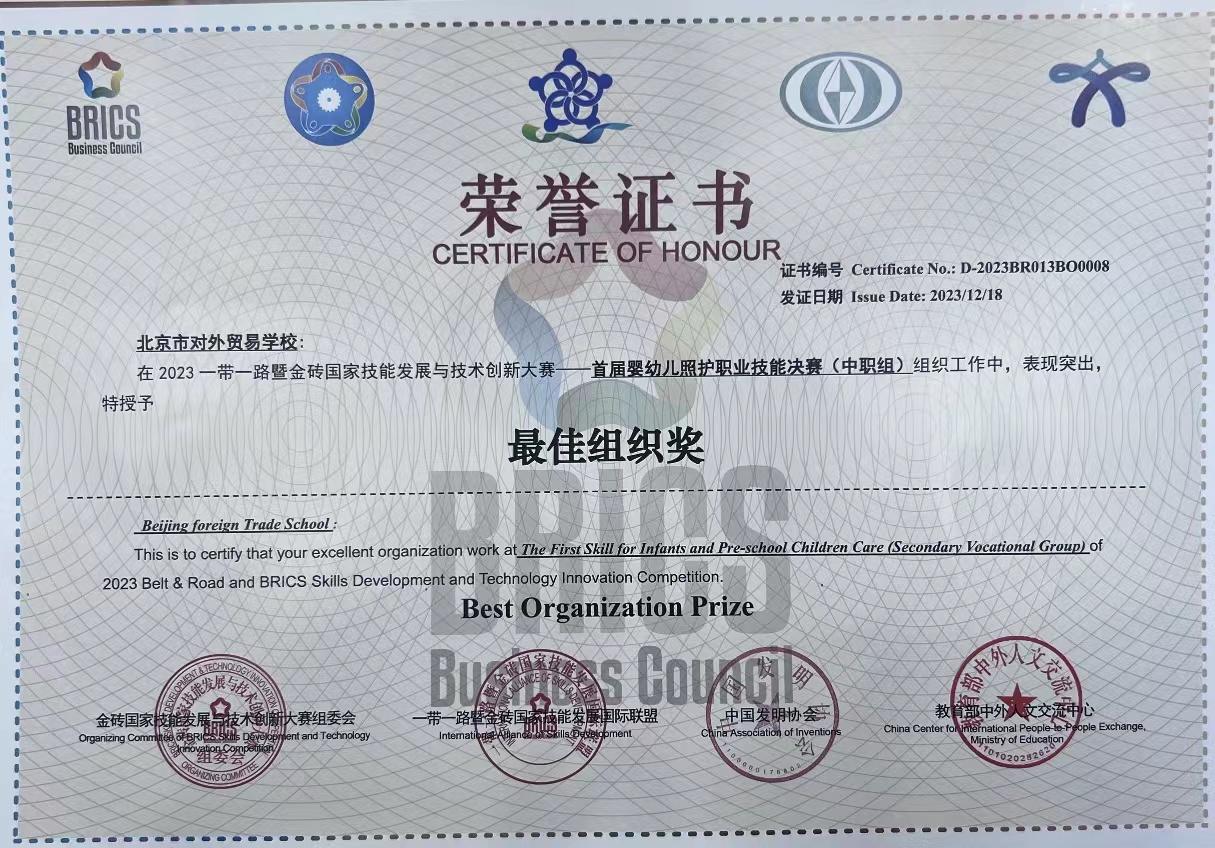 BRICS
Business Council
荣誉证书
CERTIFICATE OF HONOUR
证书编号 Certificate No.: D-2023BR013BO0008
发证日期 Issue Date: 2023/12/18
北京市对外贸易学校:
在 2023 一带一路暨金砖国家技能发展与技术创新大赛——首届婴幼儿照护职业技能决赛（中职组）组织工作中，表现突出，
特授予
最佳组织奖
BRICS
Business Council
Beijing foreign Trade School :
This is to certify that your excellent organization work at The First Skill for Infants and Pre-school Children Care (Secondary Vocational Group) of
2023 Belt & Road and BRICS Skills Development and Technology Innovation Competition.
Best Organization Prize
金砖国家技能发展与技术创新大赛组委会
Organizing Committee of BRICS Skills Development and Technology
Innovation Competition
组委会
ORGANIZING COMMITTEE
一带一路暨金砖国家技能发展国际联盟
International Alliance of Skills Development
中国发明协会
China Association of Inventions
教育部中外人文交流中心
China Center for International People-to-People Exchange,
Ministry of Education